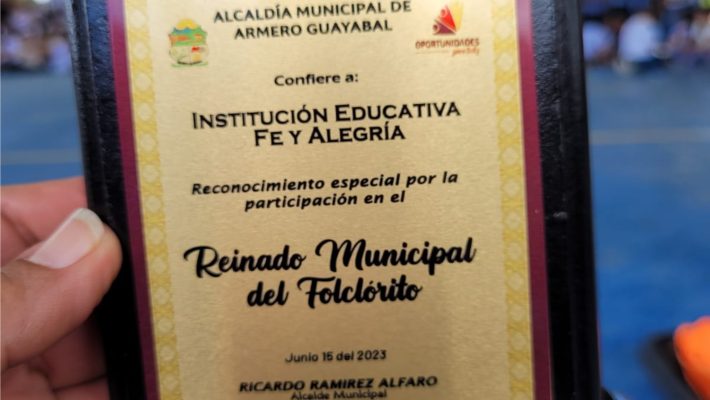 ALCALDÍA MUNICIPAL DE
ARMERO GUAYABAL
OPORTUNIDADES
Confiere a:
INSTITUCIÓN EDUCATIVA
FE Y ALEGRÍA
Reconocimiento especial por la
participación en el
Reinado Municipal
del Folclórito
Junio 15 del 2023
RICARDO RAMIREZ ALFARO
Alcalde Municipal